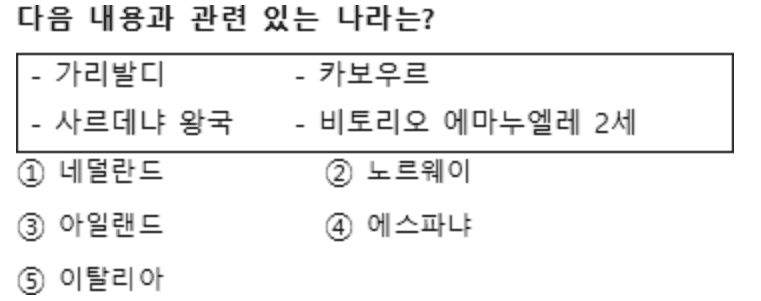 다음 내용과 관련 있는 나라는?
- 가리발디 - 카보우르
- 사르데냐 왕국 - 비토리오 에마누엘레 2세
① 네덜란드 ② 노르웨이
③ 아일랜드 ④ 에스파냐
⑤ 이탈리아